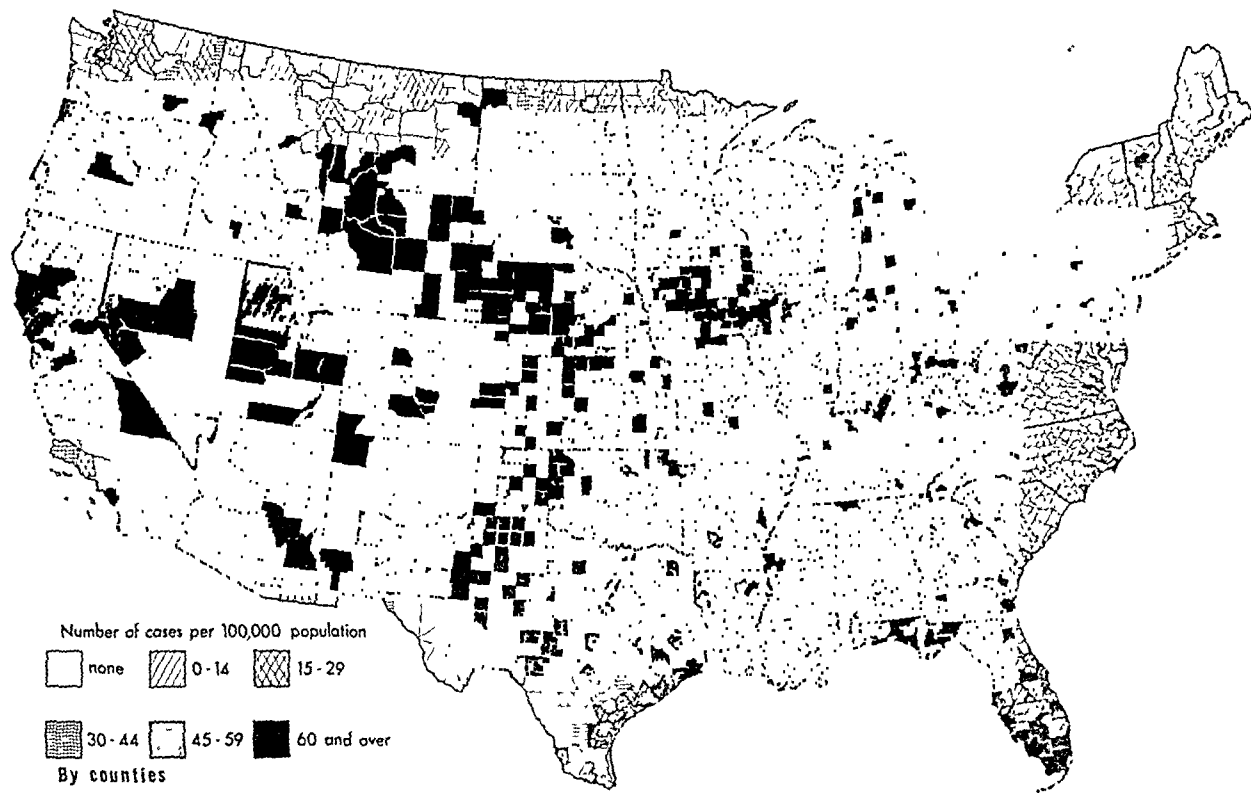 Number of cases per 100,000 population
none 0-14 15-29
30-44 45-59 60 and over
By counties